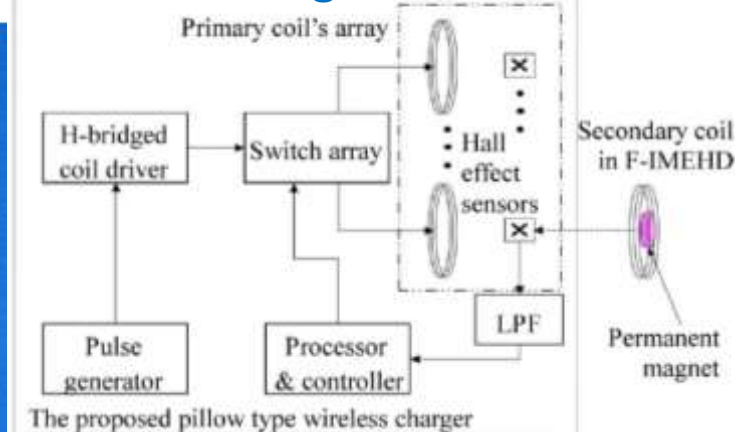 Primary coil's array
H-bridged
coil driver
Switch array
Hall
effect
sensors
Secondary coil
in F-IMEHD
Pulse
generator
Processor
& controller
LPF
Permanent
magnet
The proposed pillow type wireless charger